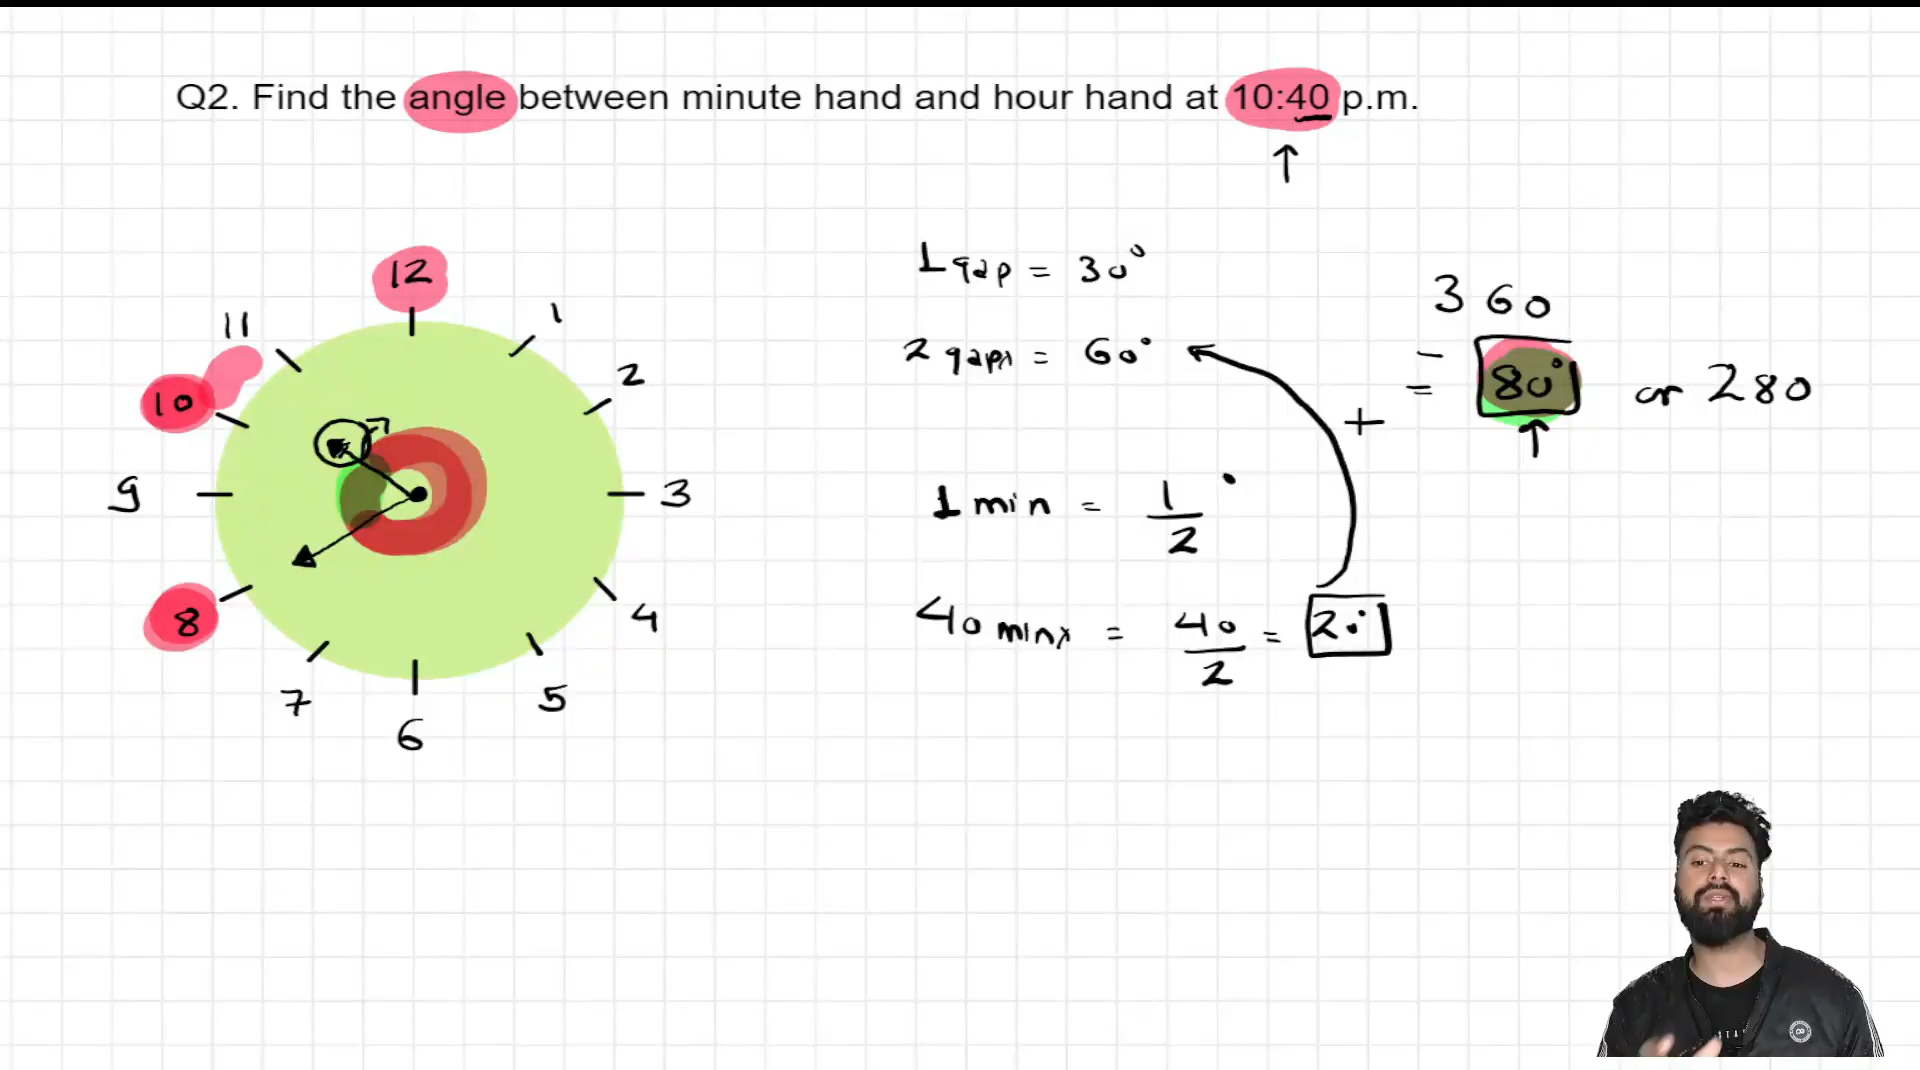 Q2. Find the angle between minute hand and hour hand at 10:40 p.m.
12
11
1
10
2
9
3
8
4
7
5
6
1 gap = 30°
2 gaps = 60°
+
1 min = 1/2°
40 mins = 40/2 = 20°
360
-
= 80° or 280